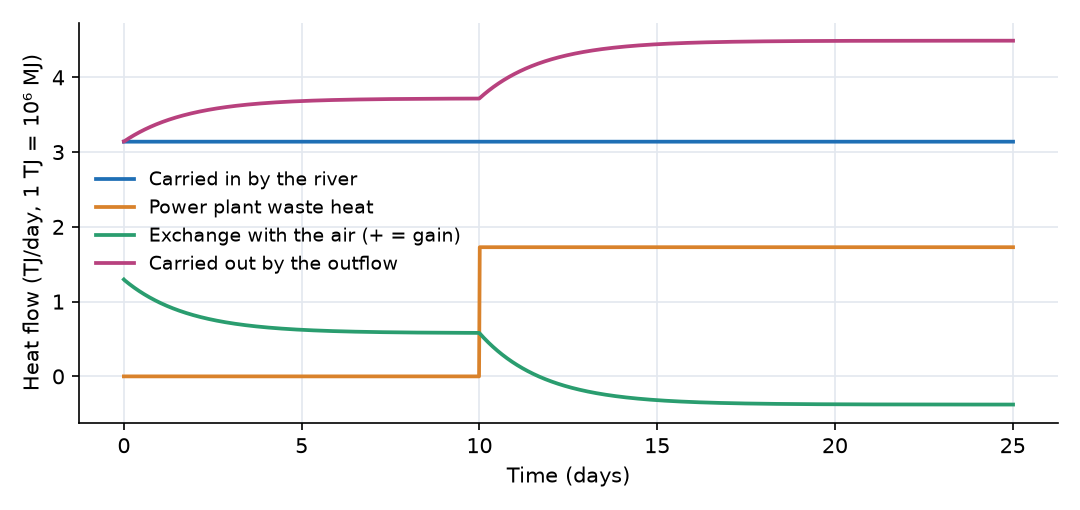 Heat flow (TJ/day, 1 TJ = 10⁶ MJ)
4
3
2
1
0
Carried in by the river
Power plant waste heat
Exchange with the air (+ = gain)
Carried out by the outflow
0 5 10 15 20 25
Time (days)